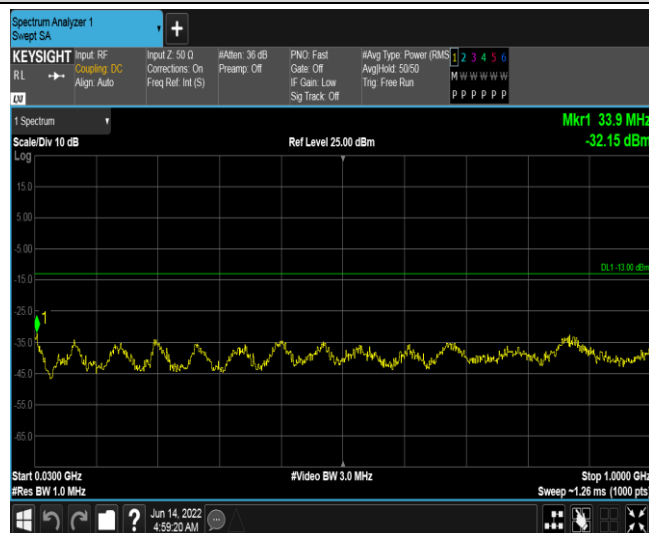 Spectrum Analyzer 1
Swept SA
+
KEYSIGHT
RL
Input: RF
Coupling: DC
Align: Auto
Input Z: 50 Ω
Corrections: On
Freq Ref: Int (S)
#Atten: 36 dB
Preamp: Off
PNO: Fast
Gate: Off
IF Gain: Low
Sig Track: Off
#Avg Type: Power (RMS
Avg|Hold: 50/50
Trig: Free Run
1 2 3 4 5 6
M W W W W W
P P P P P P
LXI
1 Spectrum
Mkr1 33.9 MHz
Scale/Div 10 dB
Ref Level 25.00 dBm
-32.15 dBm
Log
15.0
5.00
-5.00
DL1 -13.00 dBm
-15.0
-25.0
1
-35.0
-45.0
-55.0
-65.0
Start 0.0300 GHz
#Video BW 3.0 MHz
Stop 1.0000 GHz
#Res BW 1.0 MHz
Sweep ~1.26 ms (1000 pts)
?
Jun 14, 2022
4:59:20 AM